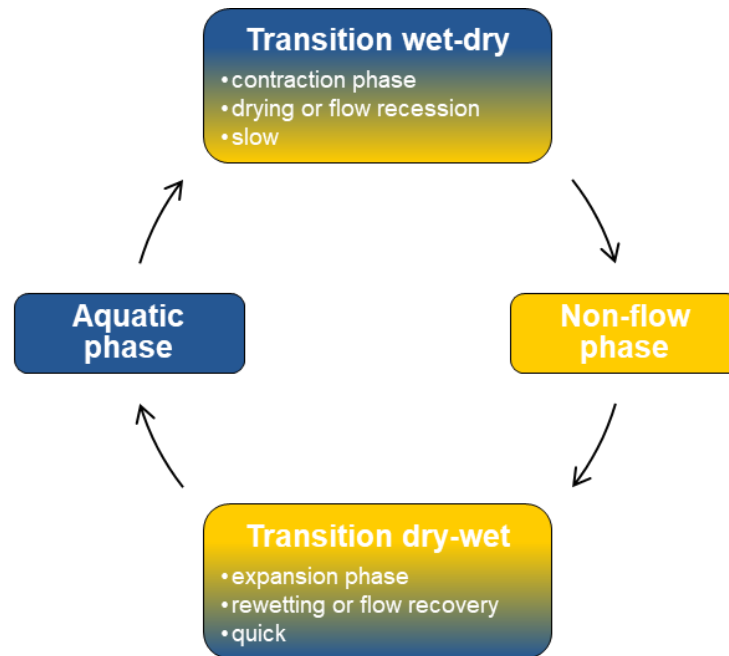 Transition wet-dry
•contraction phase
•drying or flow recession
•slow
Aquatic
phase
Non-flow
phase
Transition dry-wet
•expansion phase
•rewetting or flow recovery
•quick